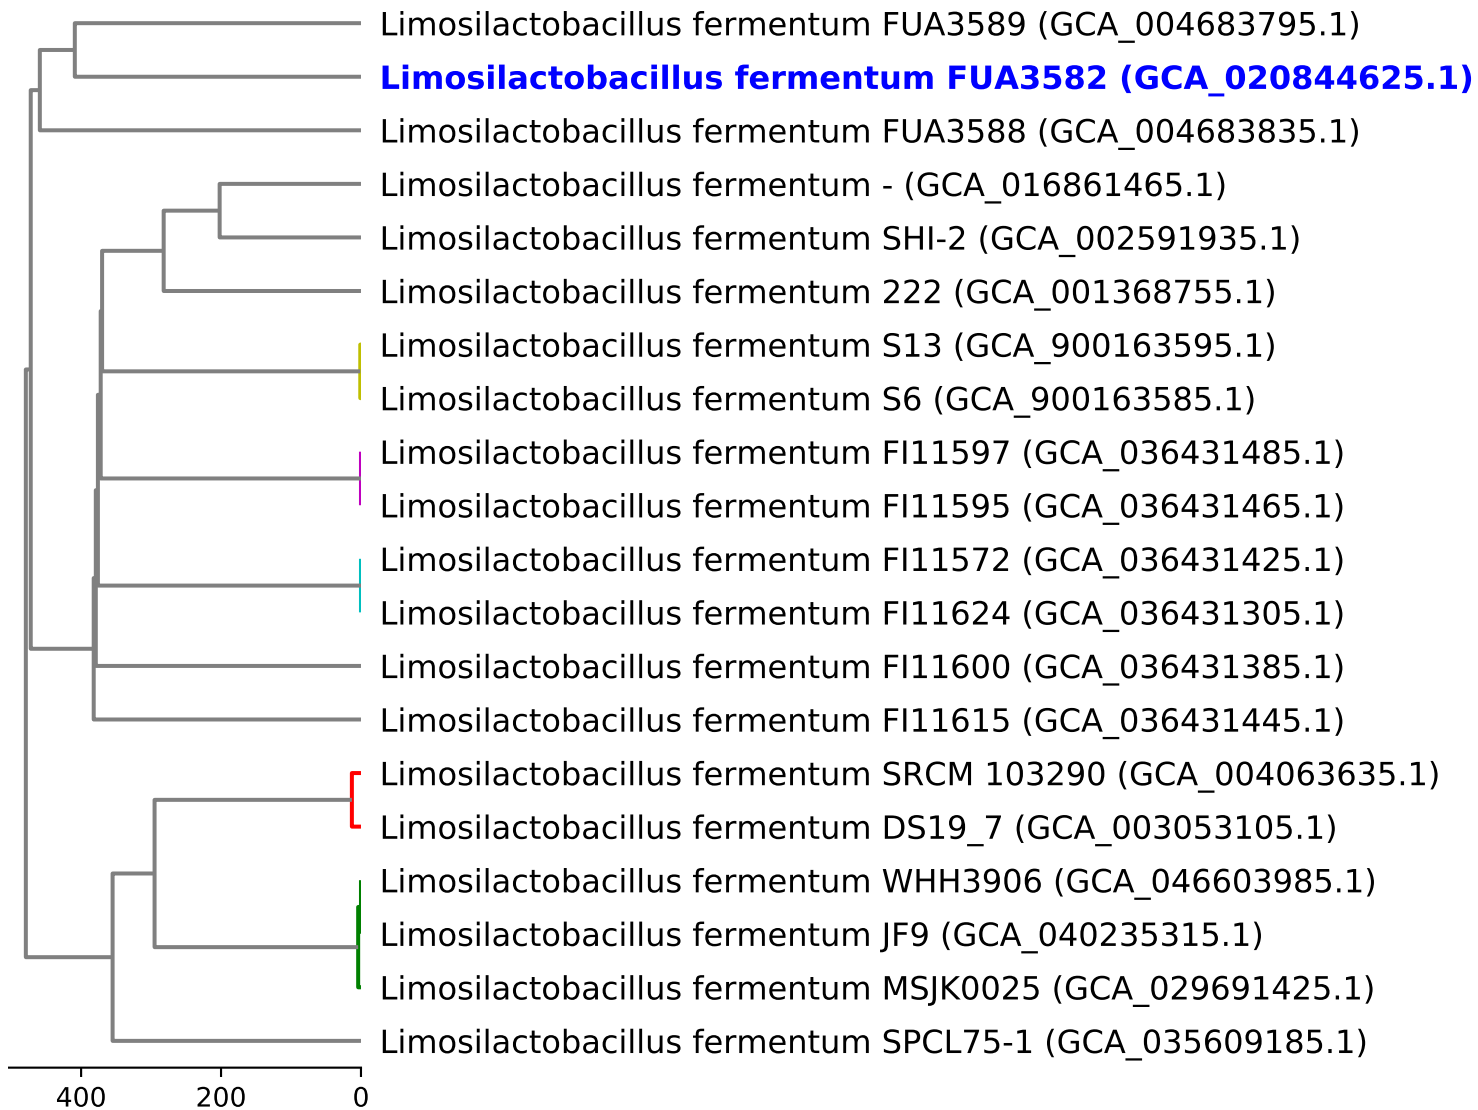 Limosilactobacillus fermentum FUA3589 (GCA_004683795.1)
Limosilactobacillus fermentum FUA3582 (GCA_020844625.1)
Limosilactobacillus fermentum FUA3588 (GCA_004683835.1)
Limosilactobacillus fermentum - (GCA_016861465.1)
Limosilactobacillus fermentum SHI-2 (GCA_002591935.1)
Limosilactobacillus fermentum 222 (GCA_001368755.1)
Limosilactobacillus fermentum S13 (GCA_900163595.1)
Limosilactobacillus fermentum S6 (GCA_900163585.1)
Limosilactobacillus fermentum FI11597 (GCA_036431485.1)
Limosilactobacillus fermentum FI11595 (GCA_036431465.1)
Limosilactobacillus fermentum FI11572 (GCA_036431425.1)
Limosilactobacillus fermentum FI11624 (GCA_036431305.1)
Limosilactobacillus fermentum FI11600 (GCA_036431385.1)
Limosilactobacillus fermentum FI11615 (GCA_036431445.1)
Limosilactobacillus fermentum SRCM 103290 (GCA_004063635.1)
Limosilactobacillus fermentum DS19_7 (GCA_003053105.1)
Limosilactobacillus fermentum WHH3906 (GCA_046603985.1)
Limosilactobacillus fermentum JF9 (GCA_040235315.1)
Limosilactobacillus fermentum MSJK0025 (GCA_029691425.1)
Limosilactobacillus fermentum SPCL75-1 (GCA_035609185.1)
400 200 0